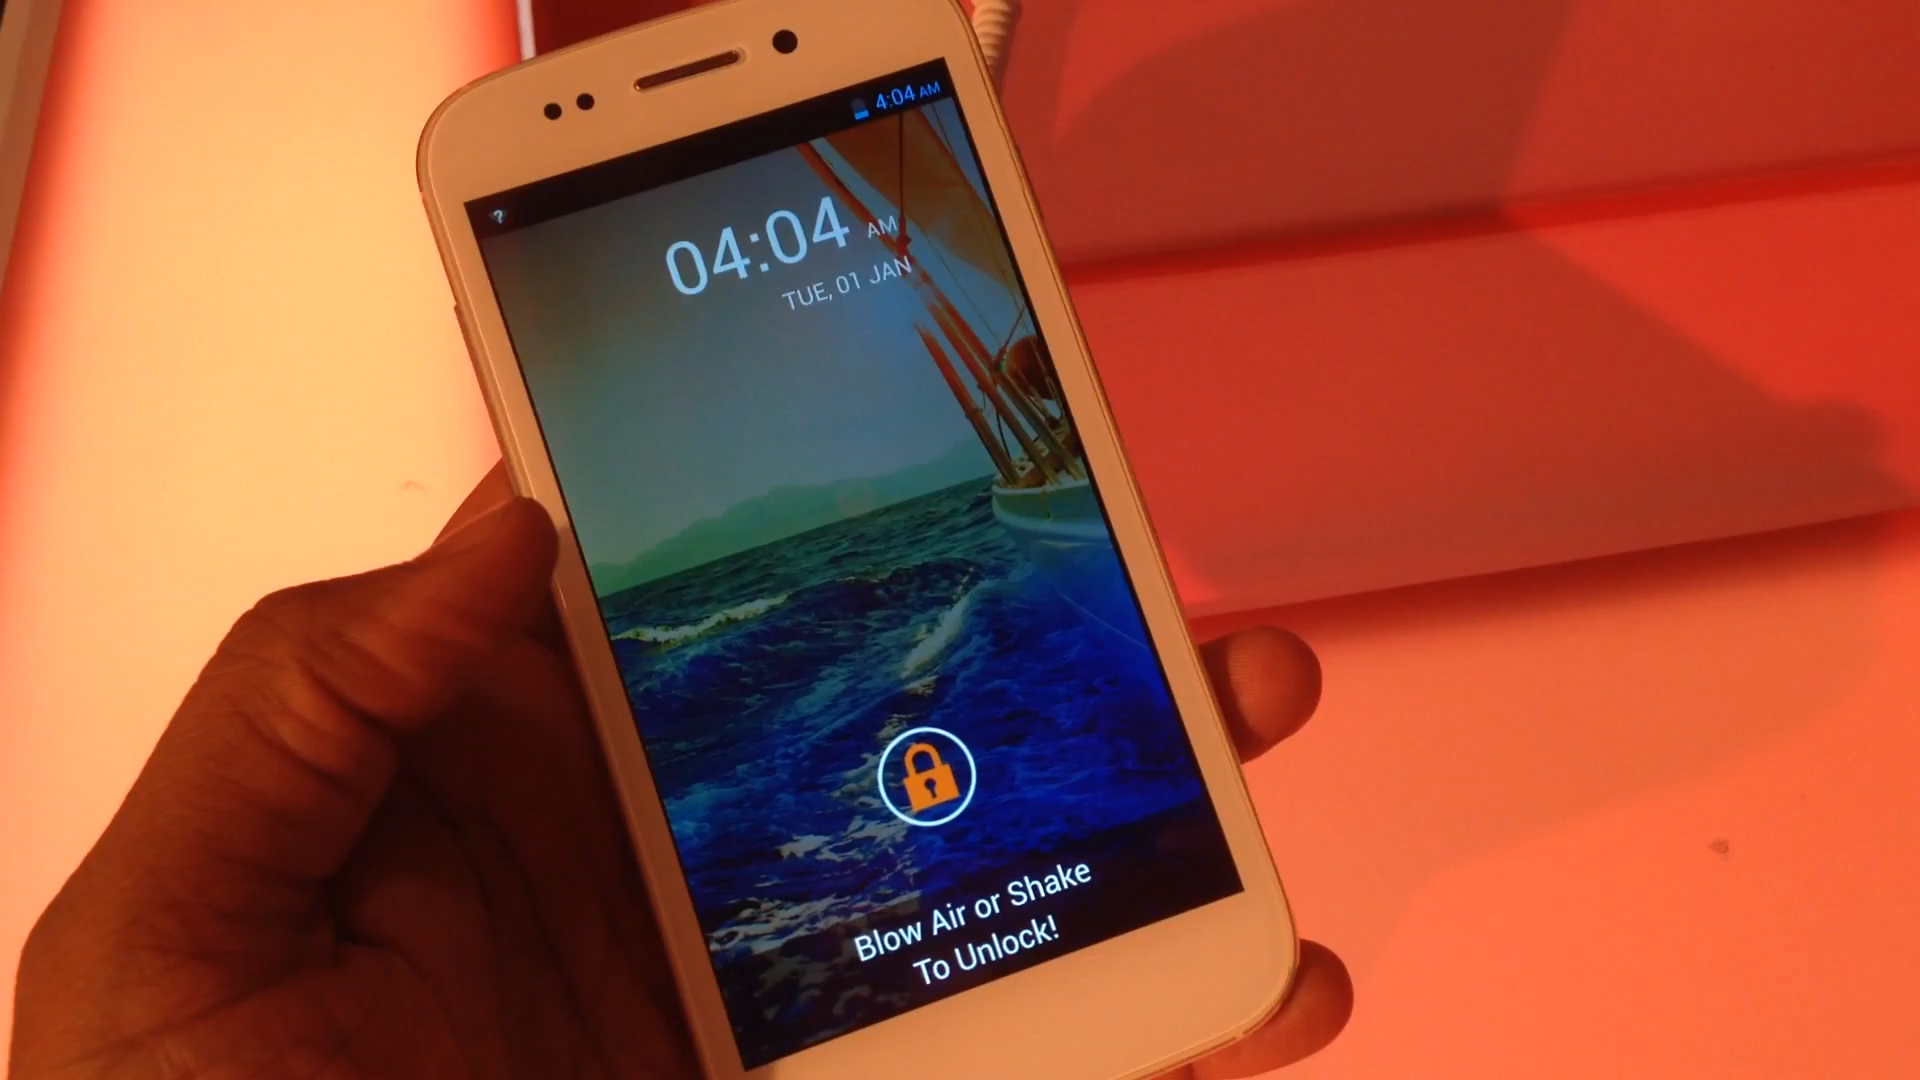 4:04 AM
04:04 AM
TUE, 01 JAN
Blow Air or Shake
To Unlock!